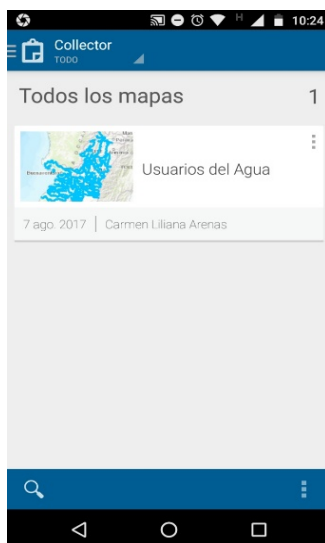 H 10:24
Collector
TODO
Todos los mapas 1
Usuarios del Agua
7 ago. 2017 | Carmen Liliana Arenas